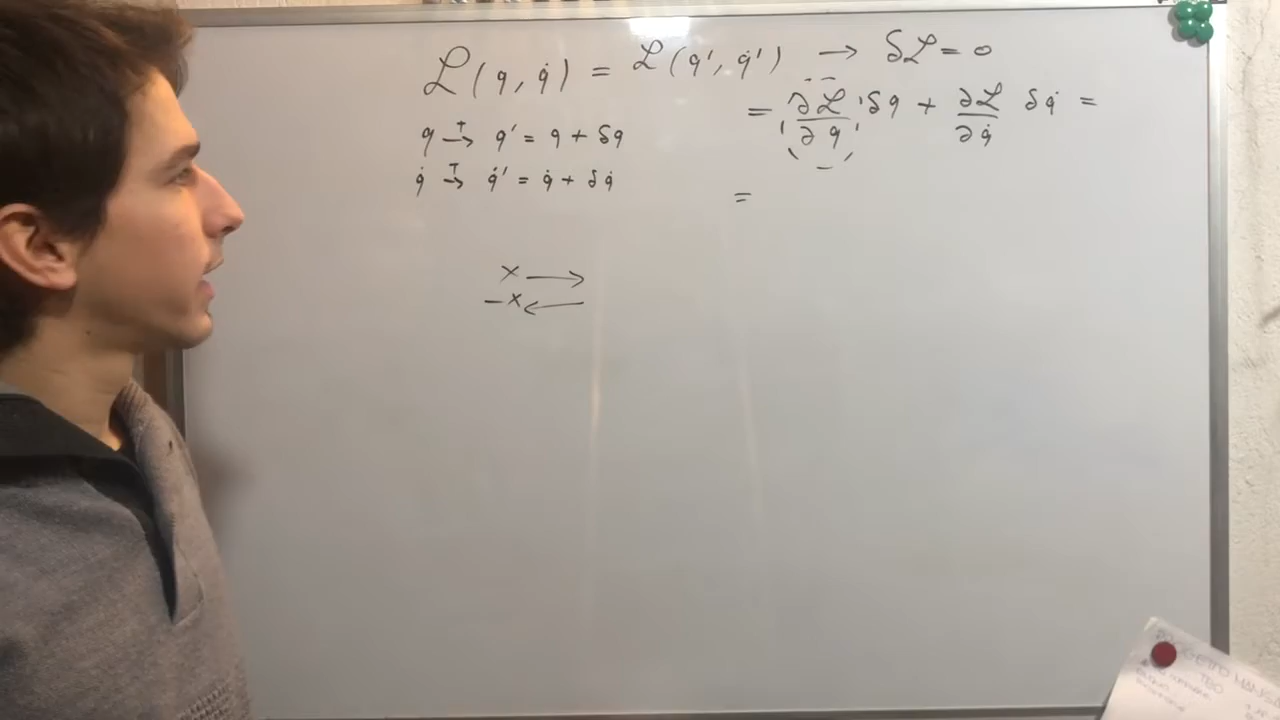 ℒ(q, q̇) = ℒ(q', q̇') → δℒ = 0
= ∂ℒ/∂q δq + ∂ℒ/∂q̇ δq̇ =
q →ᵀ q' = q + δq
q̇ →ᵀ q̇' = q̇ + δq̇
=
x →
-x ←